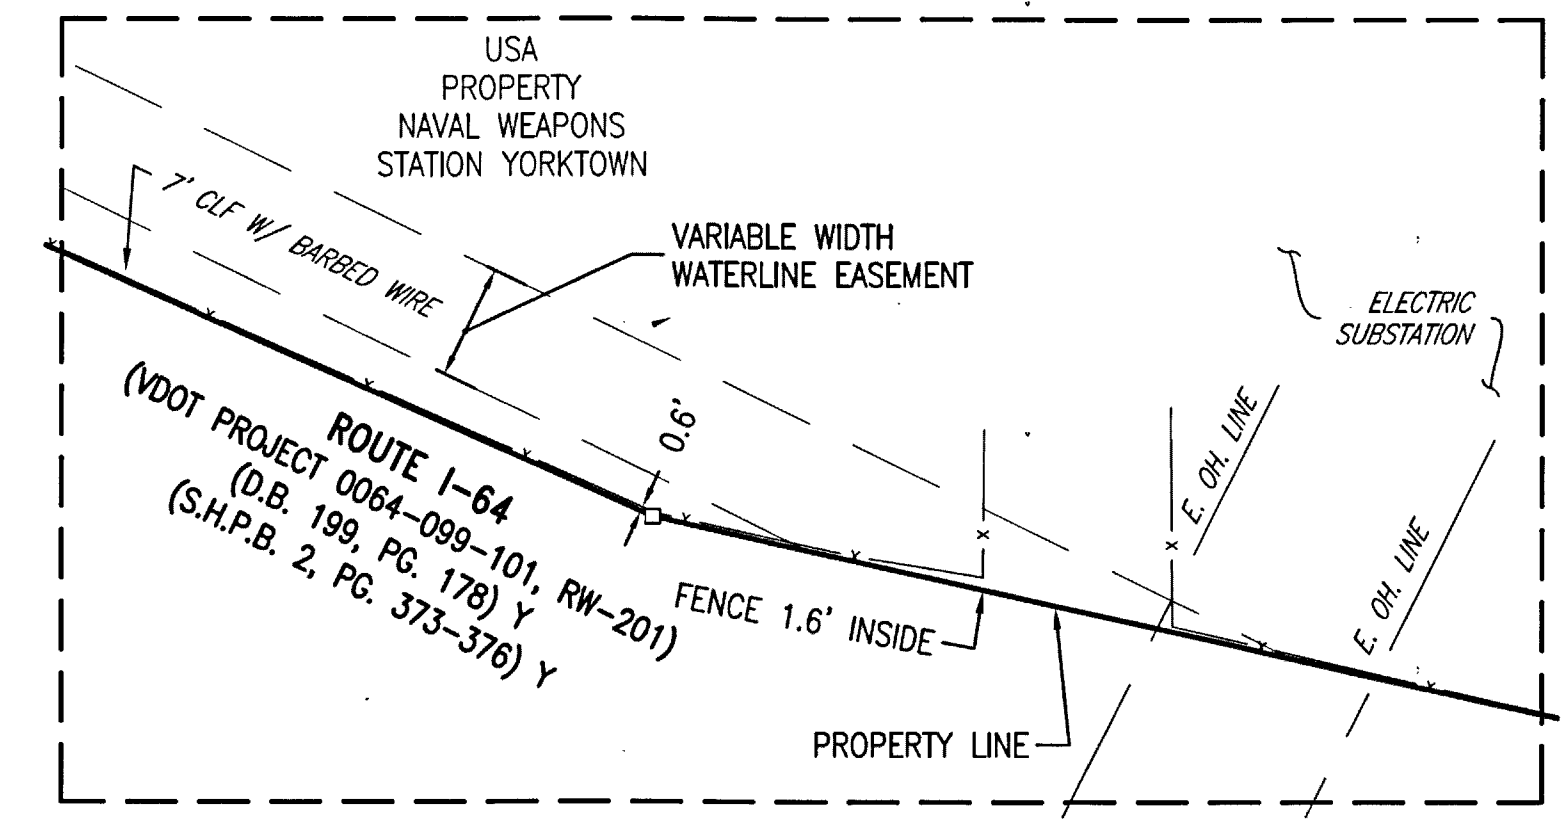 USA
PROPERTY
NAVAL WEAPONS
STATION YORKTOWN
7' CLF W/ BARBED WIRE
VARIABLE WIDTH
WATERLINE EASEMENT
ELECTRIC
SUBSTATION
0.6'
E. OH. LINE
E. OH. LINE
ROUTE I-64
(VDOT PROJECT 0064-099-101, RW-201)
(D.B. 199, PG. 178) Y
(S.H.P.B. 2, PG. 373-376) Y
FENCE 1.6' INSIDE
PROPERTY LINE